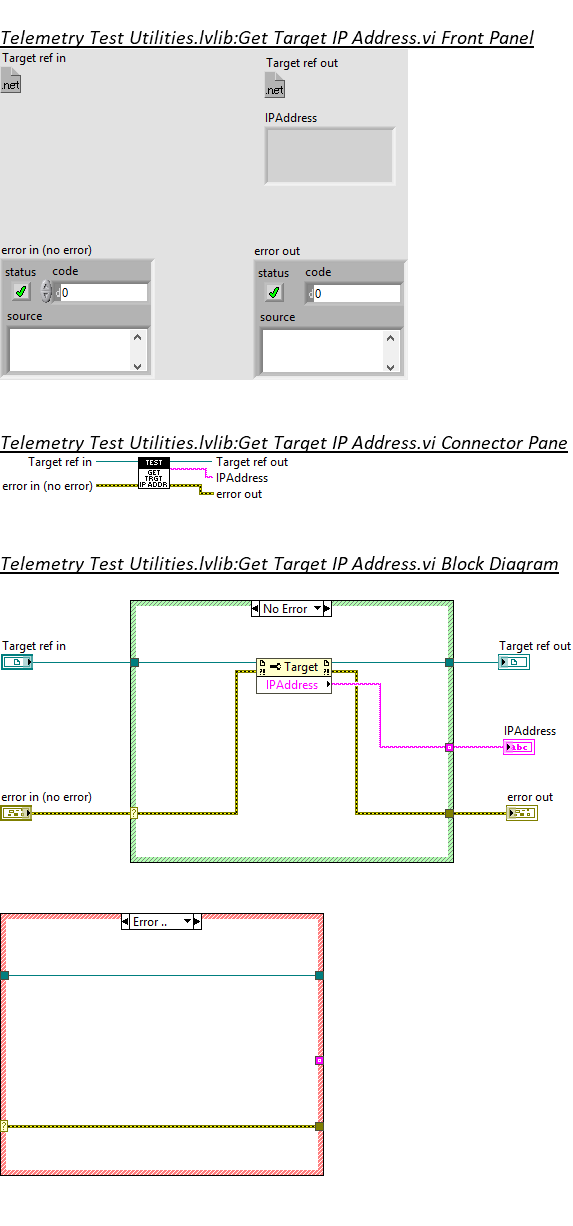 Telemetry Test Utilities.lvlib:Get Target IP Address.vi Front Panel
Target ref in
Target ref out
.net
.net
IPAddress
error in (no error)
error out
status code
status code
d 0
d 0
source
source
Telemetry Test Utilities.lvlib:Get Target IP Address.vi Connector Pane
Target ref in
TEST
Target ref out
GET
TRGT
IP ADDR
IPAddress
error in (no error)
error out
Telemetry Test Utilities.lvlib:Get Target IP Address.vi Block Diagram
No Error
Target ref in
Target ref out
?! Target ?!
IPAddress
IPAddress
abc
error in (no error)
error out
?
Error ..
?